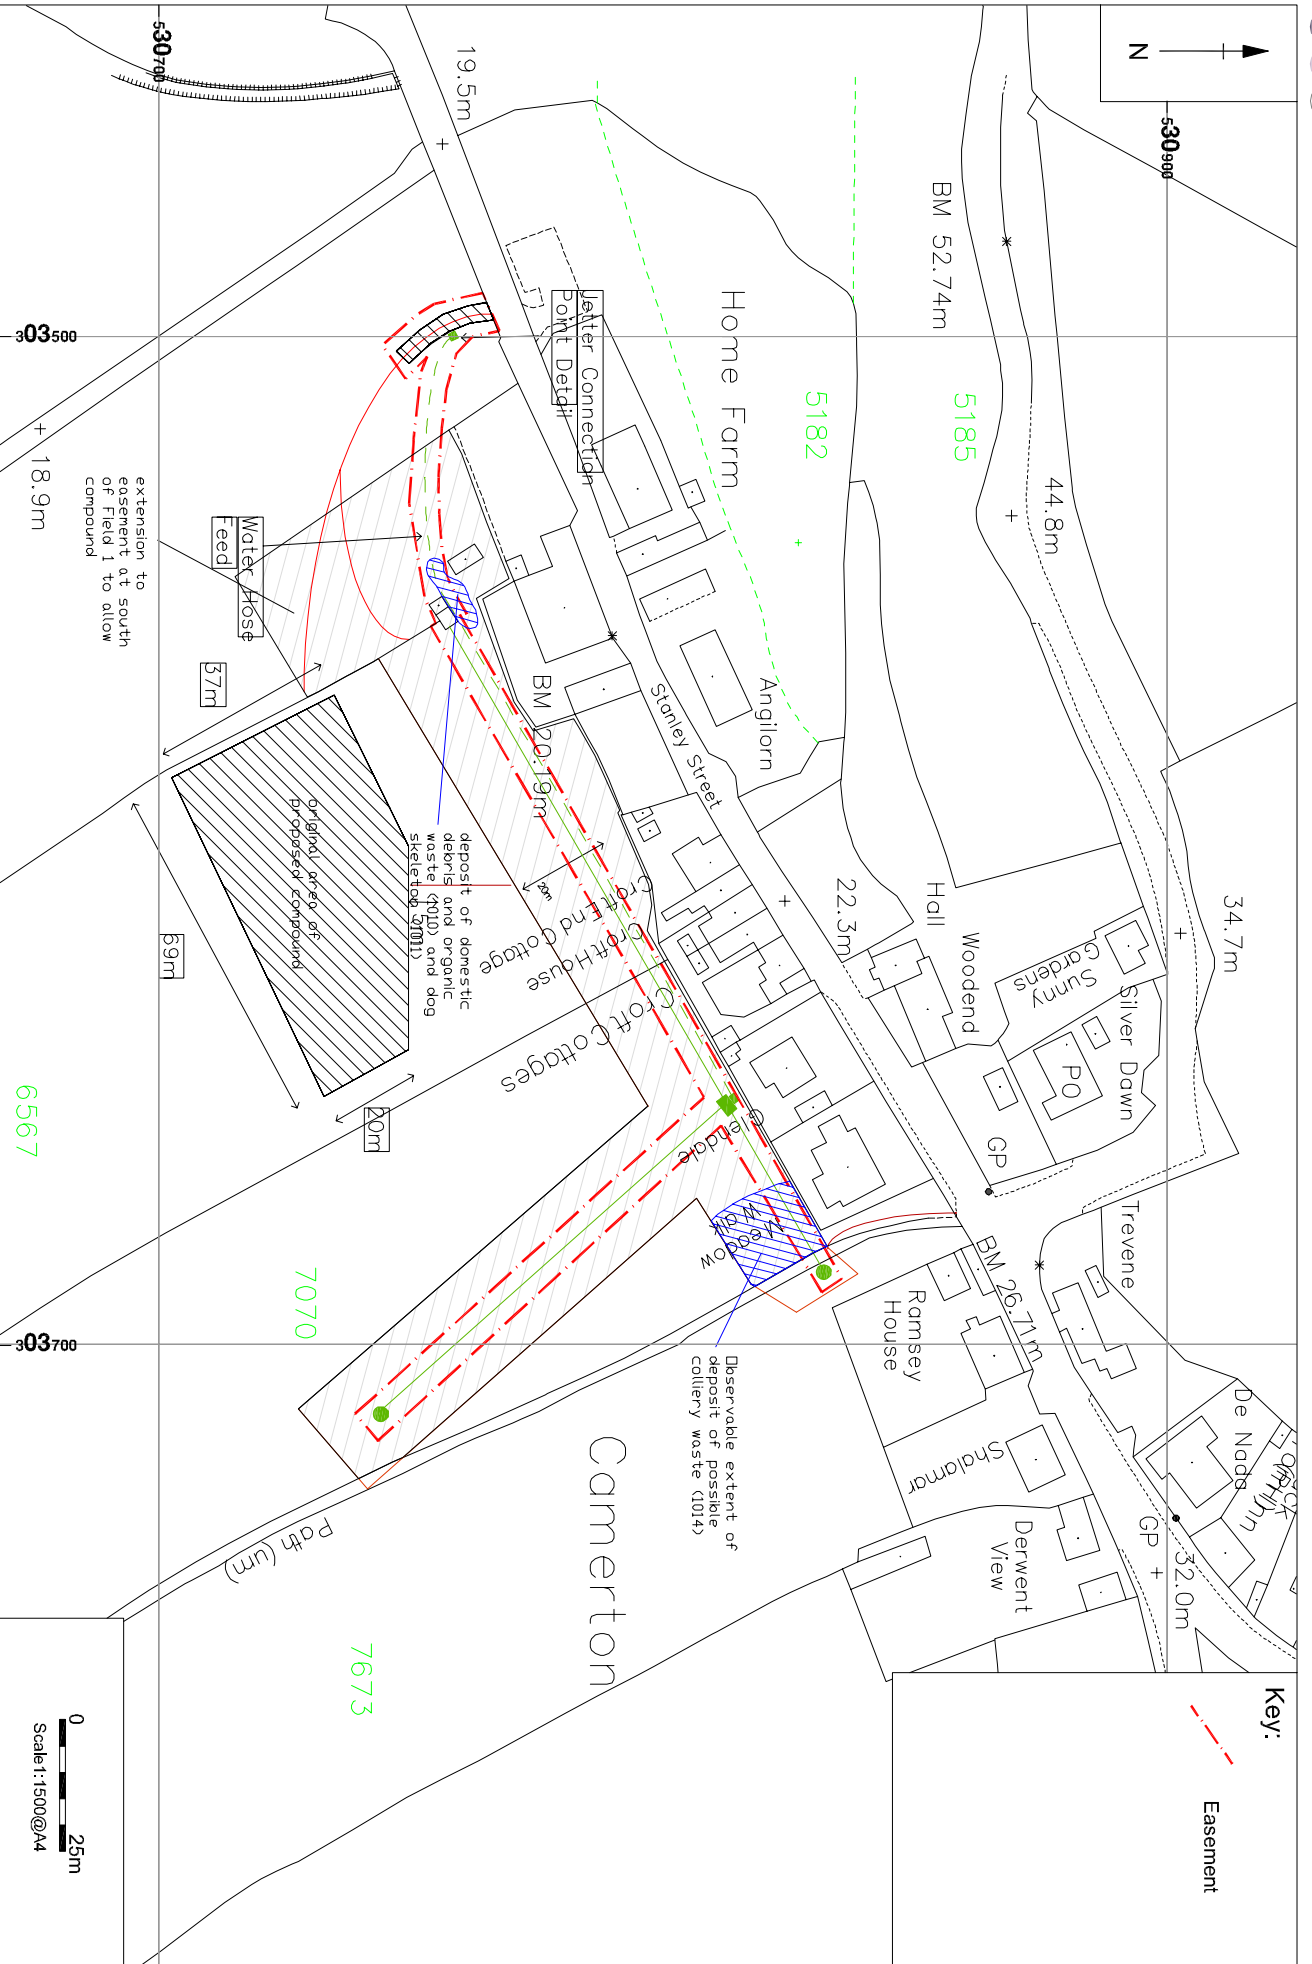 N
530700
530900
303500
303700
19.5m
BM 52.74m
Home Farm
5182
5185
44.8m
Jetter Connection
Point Detail
18.9m
extension to
easement at south
of Field 1 to allow
compound
Water Hose
Feed
37m
69m
20m
original area of
proposed compound
BM 20.19m
Stanley Street
Angilorn
deposit of domestic
debris and organic
waste (1010) and dog
skeleton (1011)
20m
Croft End Cottage
Croft House
Croft Cottages
Glendale
Meadow
Walk
22.3m
Hall
Woodend
Sunny
Gardens
Silver Dawn
PO
34.7m
GP
Trevene
BM 26.71m
Ramsey
House
Shalamar
Derwent
View
De Nada
Inn
GP
32.0m
Observable extent of
deposit of possible
colliery waste (1014)
Camerton
Path (um)
6567
7070
7673
Key:
Easement
0
25m
Scale1:1500@A4